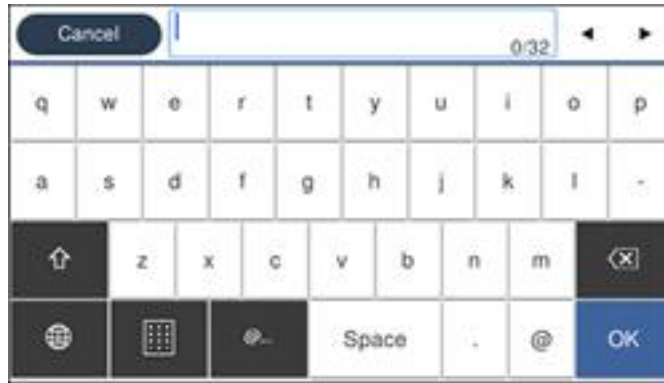 Cancel 0/32
q w e r t y u i o p
a s d f g h j k l -
z x c v b n m
@... Space . @ OK